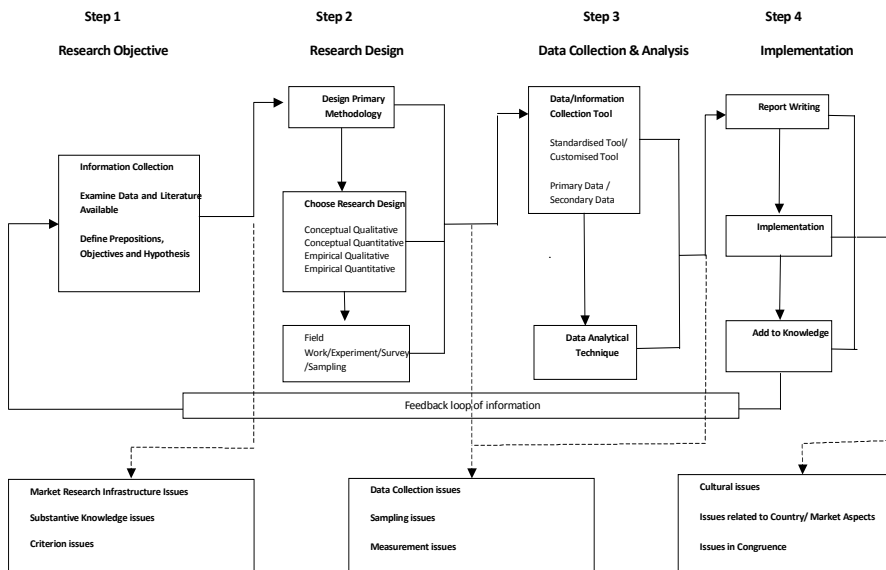 Step 1
Research Objective
Step 2
Research Design
Step 3
Data Collection & Analysis
Step 4
Implementation
Information Collection
Examine Data and Literature
Available
Define Prepositions,
Objectives and Hypothesis
Design Primary
Methodology
Choose Research Design
Conceptual Qualitative
Conceptual Quantitative
Empirical Qualitative
Empirical Quantitative
Field
Work/Experiment/Survey
/Sampling
Data/Information
Collection Tool
Standardised Tool/
Customised Tool
Primary Data /
Secondary Data
Data Analytical
Technique
Report Writing
Implementation
Add to Knowledge
Feedback loop of information
Market Research Infrastructure Issues
Substantive Knowledge issues
Criterion issues
Data Collection issues
Sampling issues
Measurement issues
Cultural issues
Issues related to Country/ Market Aspects
Issues in Congruence